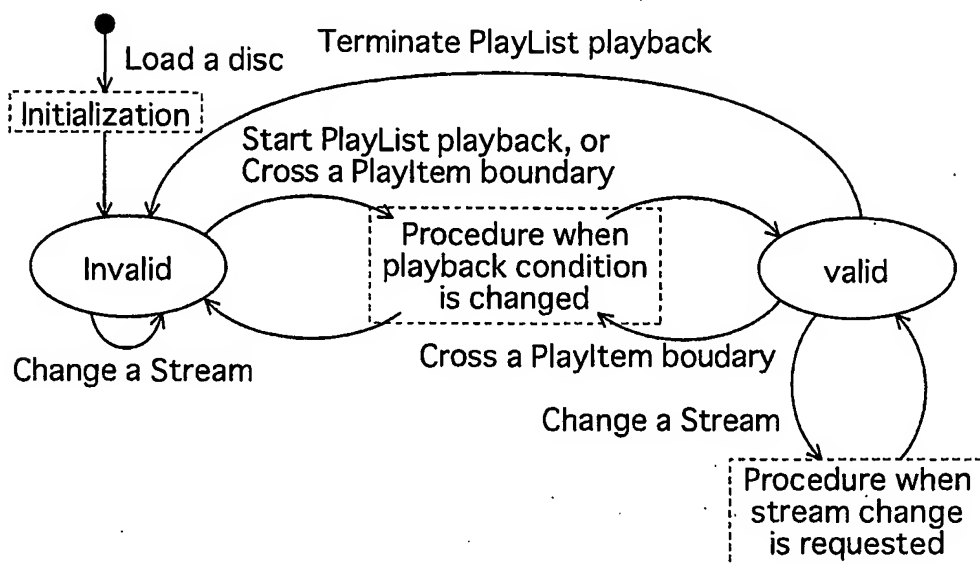 Terminate PlayList playback
Load a disc
Initialization
Start PlayList playback, or
Cross a PlayItem boundary
Invalid
Procedure when
playback condition
is changed
valid
Change a Stream
Cross a PlayItem boudary
Change a Stream
Procedure when
stream change
is requested